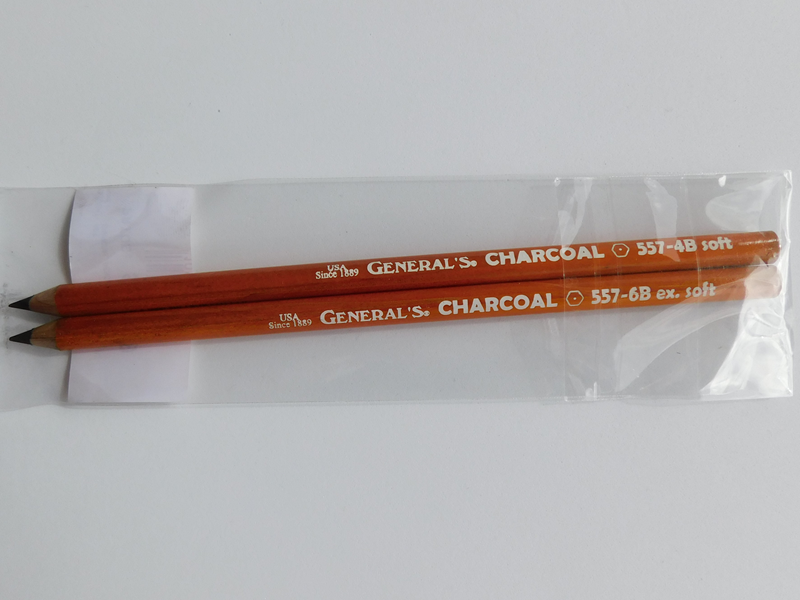 USA
Since 1889 GENERAL'S® CHARCOAL 557-4B soft
USA
Since 1889 GENERAL'S® CHARCOAL 557-6B ex. soft